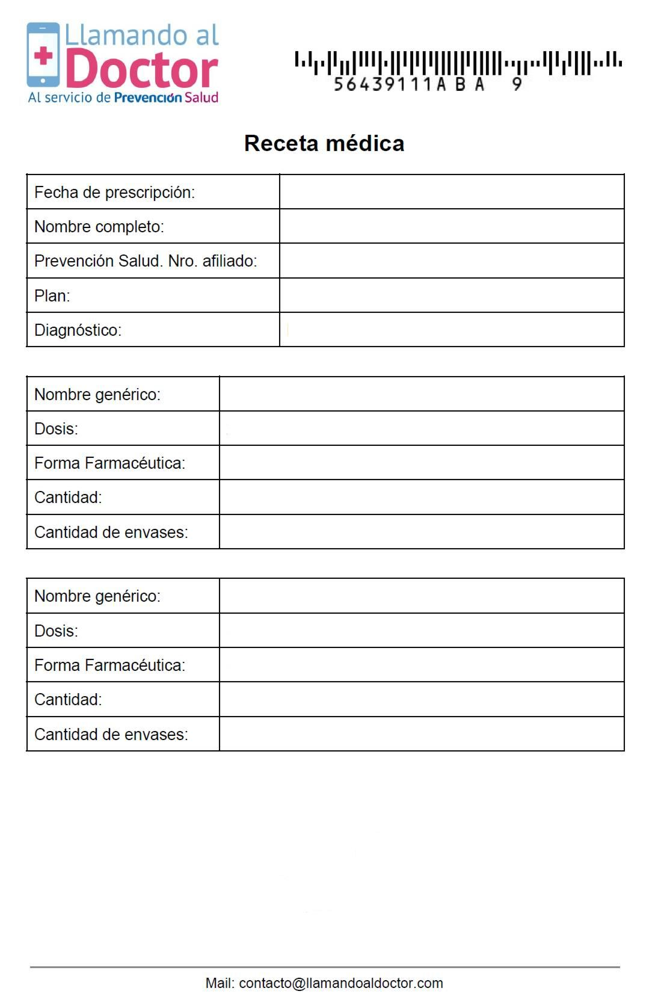 Llamando al
Doctor
Al servicio de Prevención Salud
56439111A B A 9
Receta médica
Fecha de prescripción:
Nombre completo:
Prevención Salud. Nro. afiliado:
Plan:
Diagnóstico:
Nombre genérico:
Dosis:
Forma Farmacéutica:
Cantidad:
Cantidad de envases:
Nombre genérico:
Dosis:
Forma Farmacéutica:
Cantidad:
Cantidad de envases:
Mail: contacto@llamandoaldoctor.com